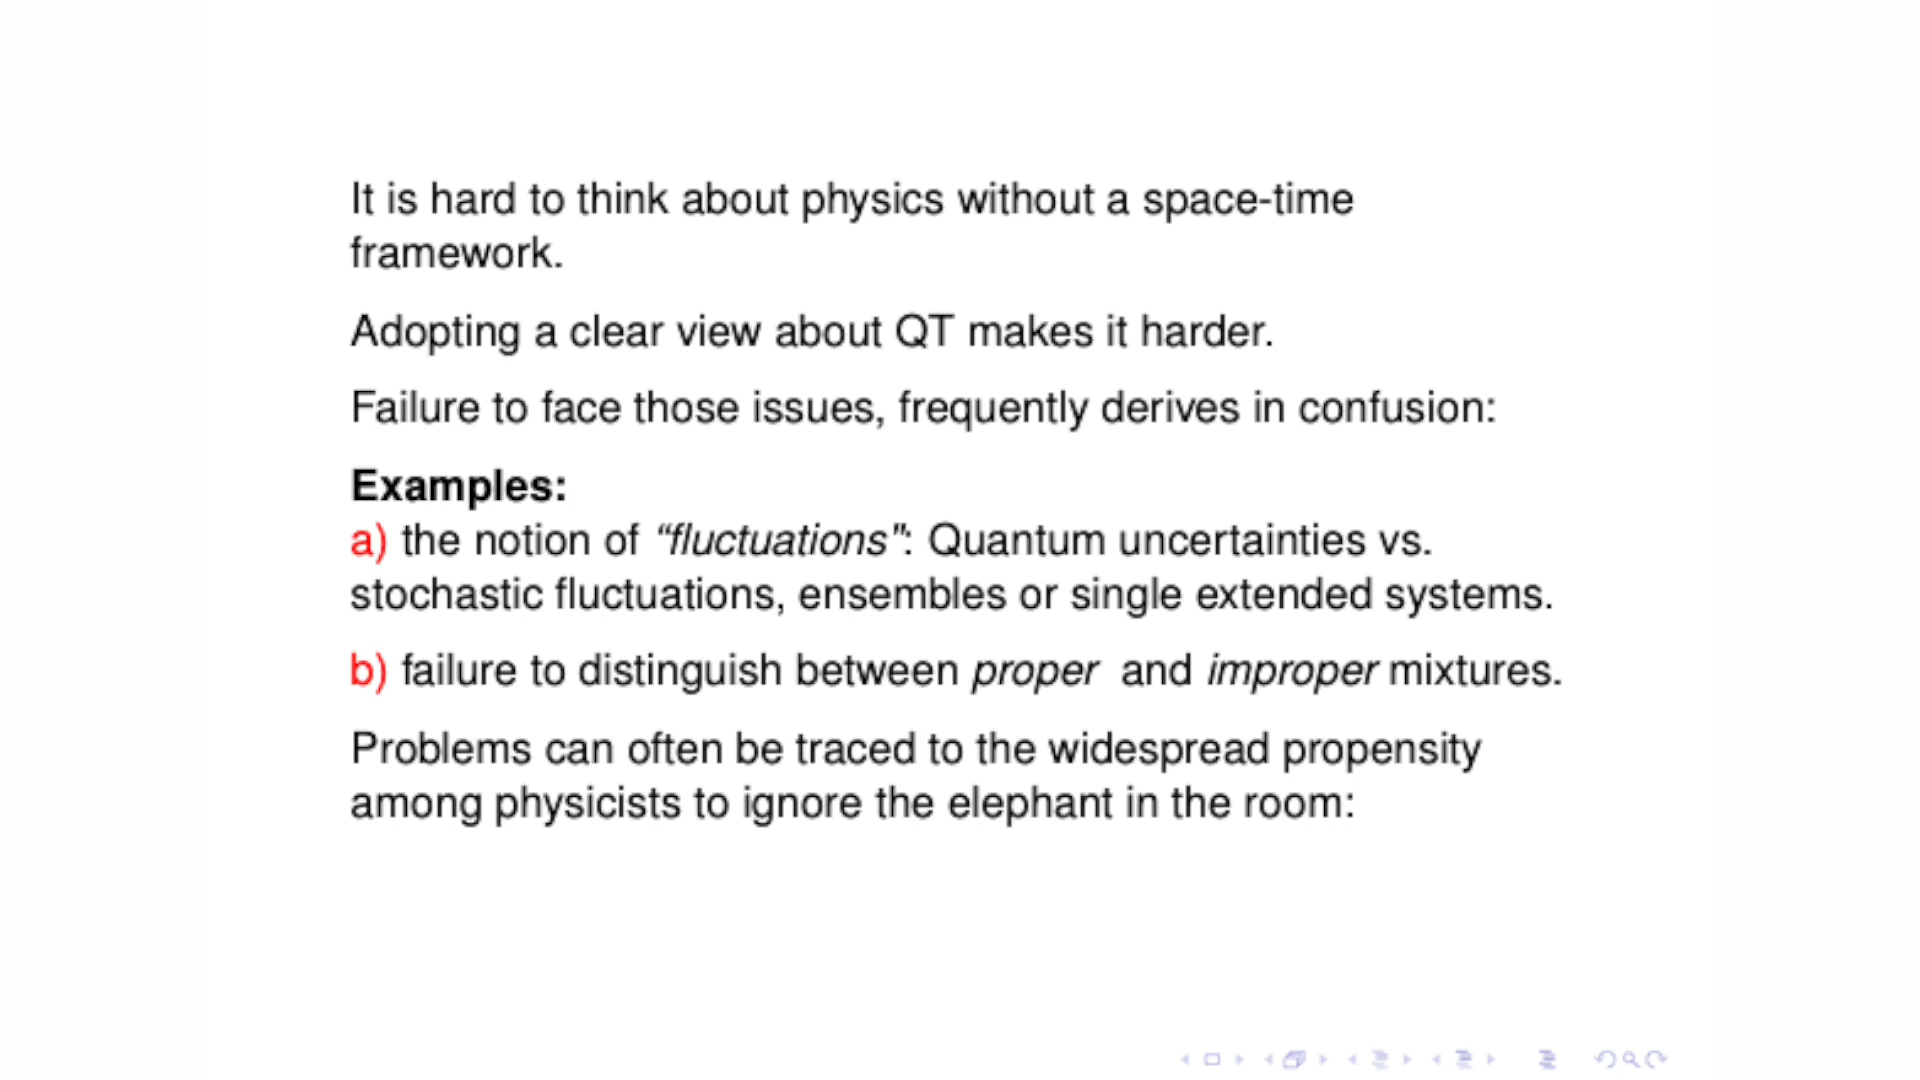 It is hard to think about physics without a space-time
framework.
Adopting a clear view about QT makes it harder.
Failure to face those issues, frequently derives in confusion:
Examples:
a) the notion of “fluctuations": Quantum uncertainties vs.
stochastic fluctuations, ensembles or single extended systems.
b) failure to distinguish between proper and improper mixtures.
Problems can often be traced to the widespread propensity
among physicists to ignore the elephant in the room: